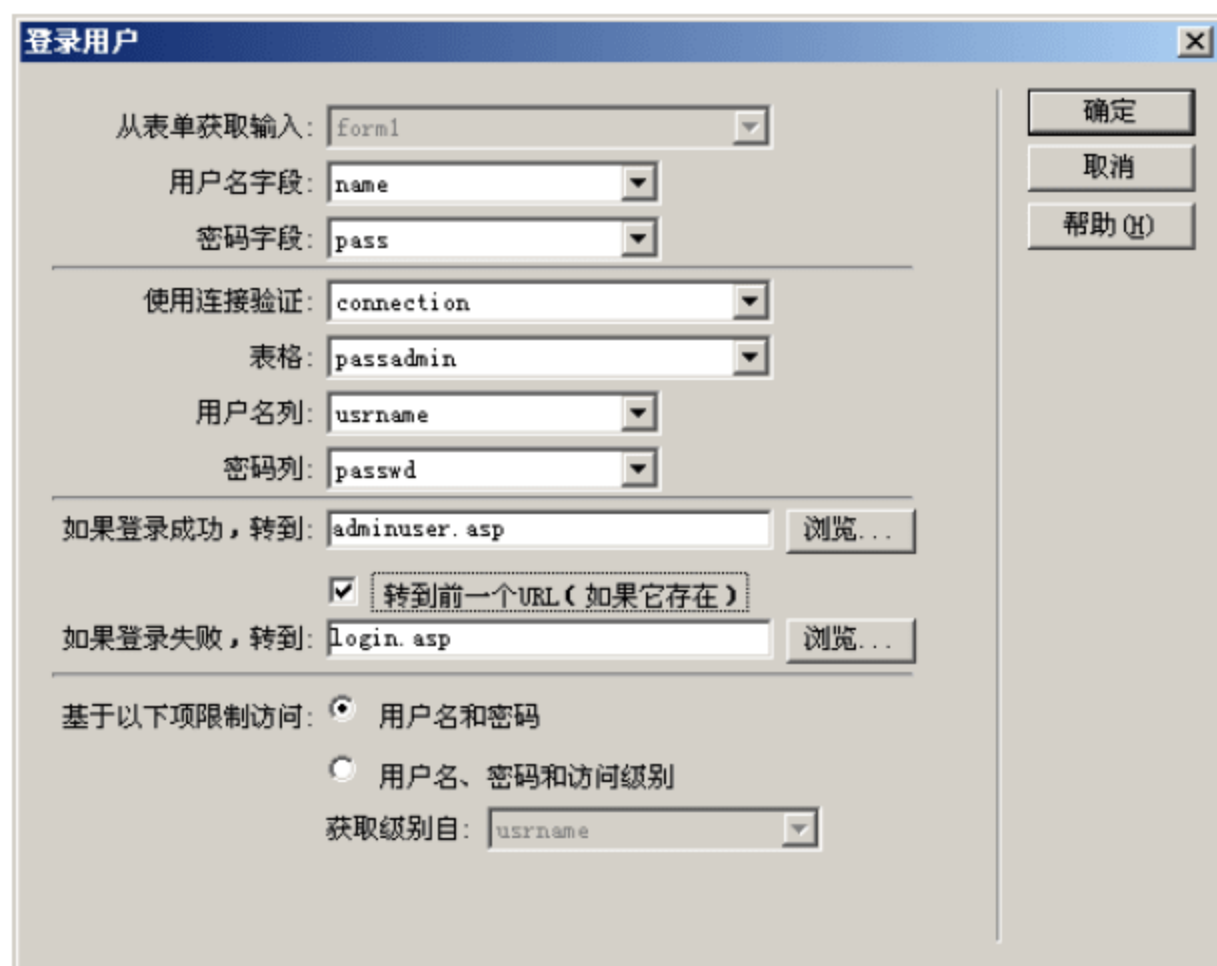 登录用户
从表单获取输入: form1
用户名字段: name
密码字段: pass
使用连接验证: connection
表格: passadmin
用户名列: usrname
密码列: passwd
如果登录成功，转到: adminuser.asp 浏览...
转到前一个URL(如果它存在)
如果登录失败，转到: login.asp 浏览...
基于以下项限制访问: 用户名和密码
用户名、密码和访问级别
获取级别自: usrname
确定
取消
帮助(H)